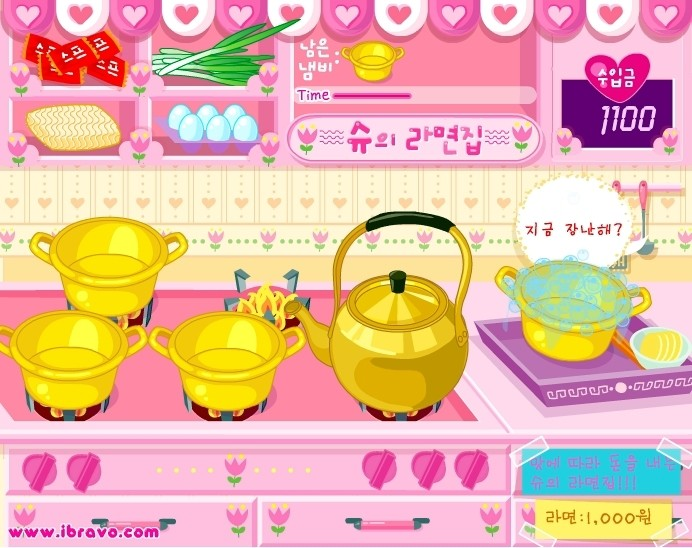 스프 스프 스프
남은
냄비:
Time
슈의 라면집
수입금
1100
지금 장난해?
맛에 따라 돈을 내는
슈의 라면집!!!
라면:1,000원
www.ibravo.com